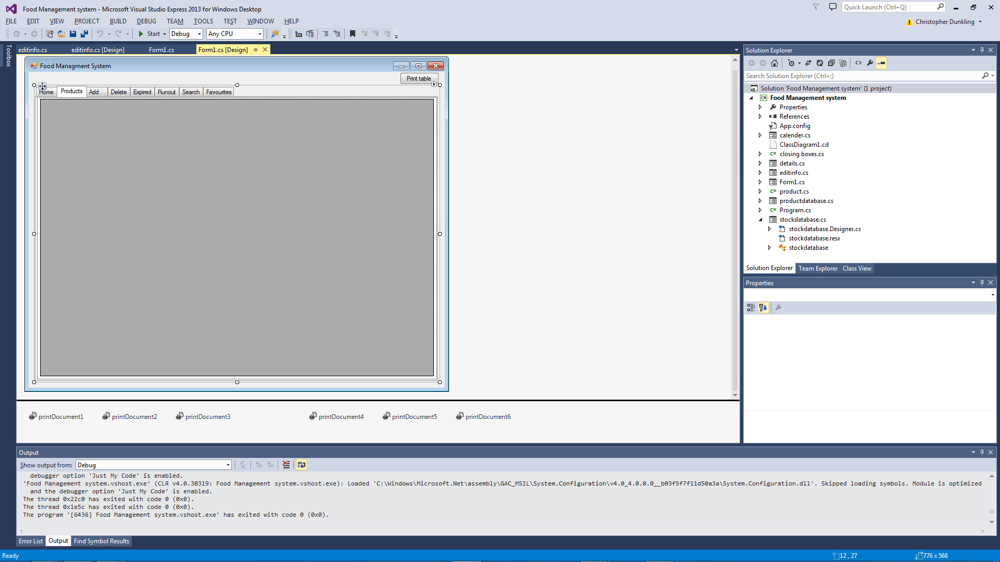 Food Management system - Microsoft Visual Studio Express 2013 for Windows Desktop
Quick Launch (Ctrl+Q)
FILE EDIT VIEW PROJECT BUILD DEBUG TEAM TOOLS TEST WINDOW HELP
Christopher Dunkling
Start Debug Any CPU
Toolbox
editinfo.cs editinfo.cs [Design] Form1.cs Form1.cs [Design]
Food Managment System
Print table
Home Products Add Delete Expired Runout Search Favourites
printDocument1 printDocument2 printDocument3 printDocument4 printDocument5 printDocument6
Solution Explorer
Search Solution Explorer (Ctrl+;)
Solution 'Food Management system' (1 project)
Food Management system
Properties
References
App.config
calender.cs
ClassDiagram1.cd
closing boxes.cs
details.cs
editinfo.cs
Form1.cs
product.cs
productdatabase.cs
Program.cs
stockdatabase.cs
stockdatabase.Designer.cs
stockdatabase.resx
stockdatabase
Solution Explorer Team Explorer Class View
Properties
Output
Show output from: Debug
debugger option 'Just My Code' is enabled.
'Food Management system.vshost.exe' (CLR v4.0.30319: Food Management system.vshost.exe): Loaded 'C:\Windows\Microsoft.Net\assembly\GAC_MSIL\System.Configuration\v4.0_4.0.0.0__b03f5f7f11d50a3a\System.Configuration.dll'. Skipped loading symbols. Module is optimized
and the debugger option 'Just My Code' is enabled.
The thread 0x22c0 has exited with code 0 (0x0).
The thread 0x1e5c has exited with code 0 (0x0).
The program '[6436] Food Management system.vshost.exe' has exited with code 0 (0x0).
Error List Output Find Symbol Results
Ready
12 , 27
776 x 568